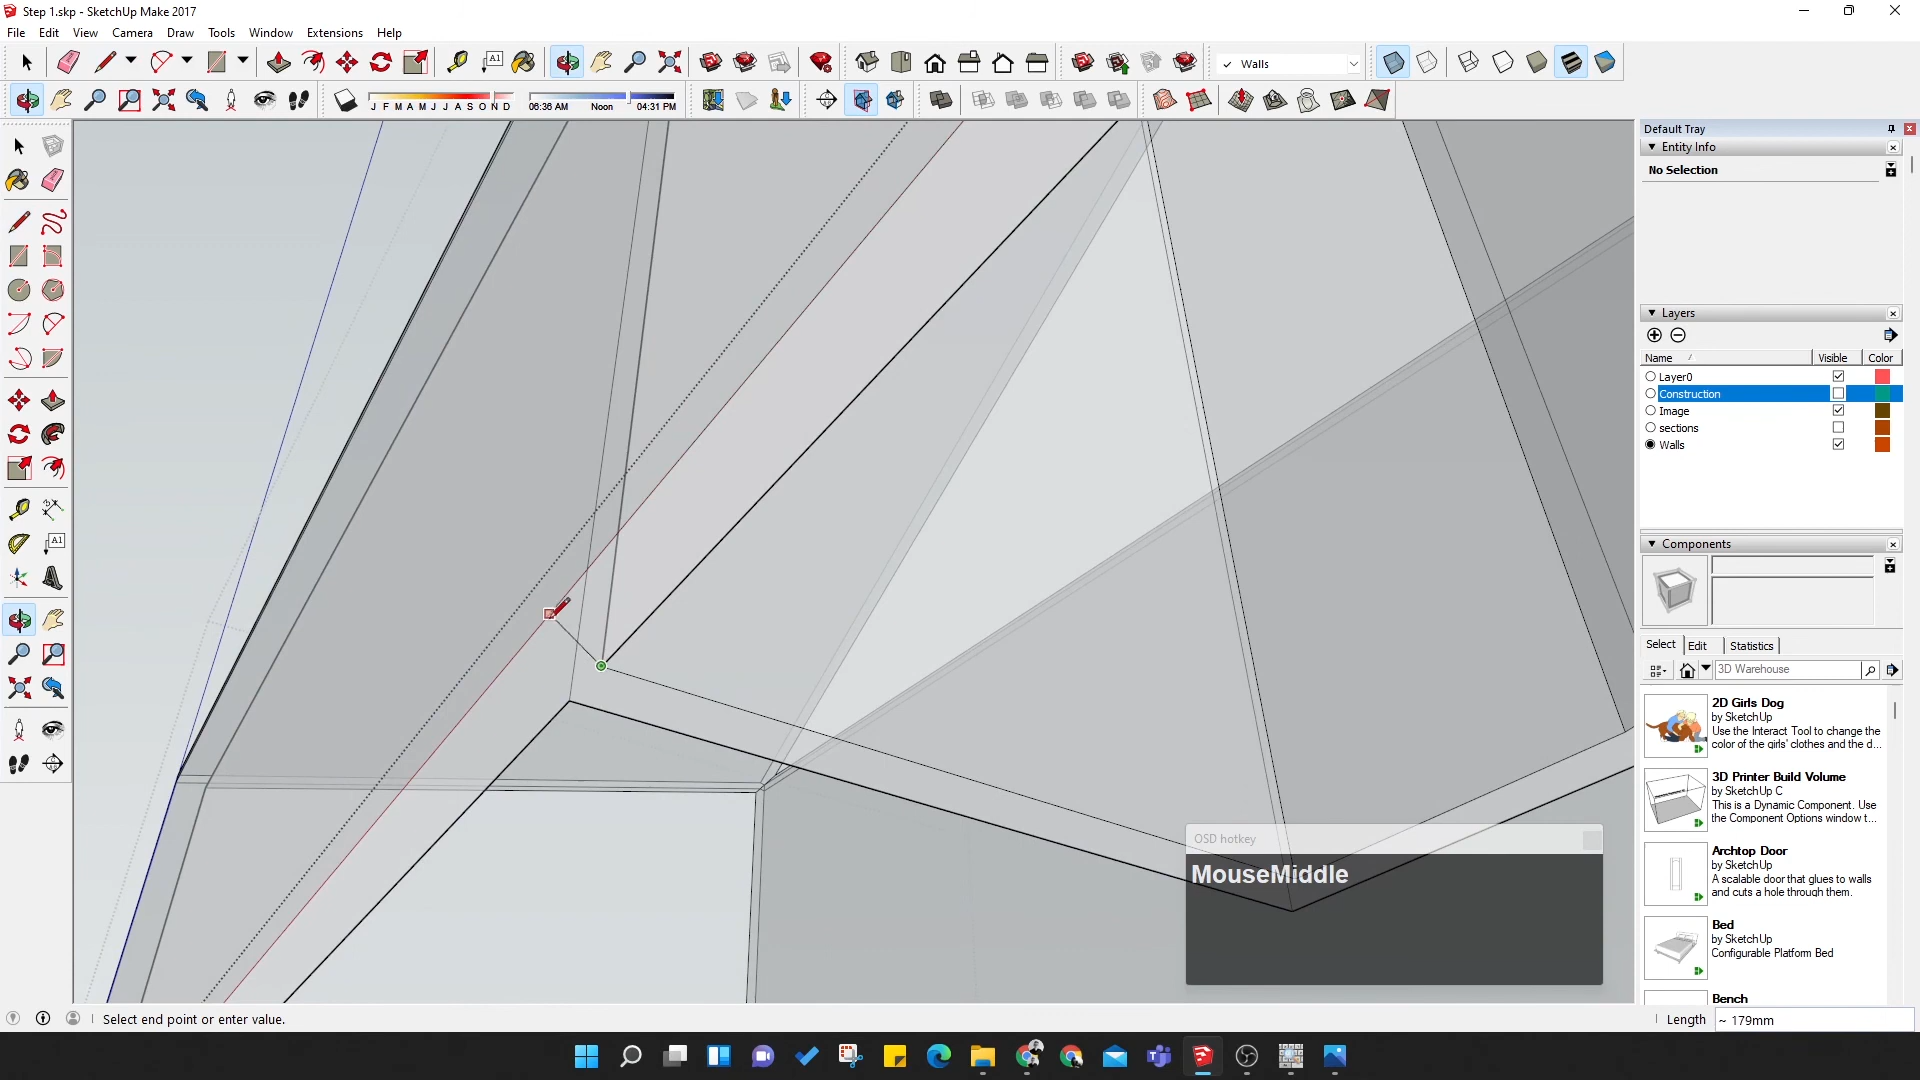 Step 1.skp - SketchUp Make 2017
File Edit View Camera Draw Tools Window Extensions Help
A1
Walls
J F M A M J J A S O N D
06:36 AM Noon 04:31 PM
Default Tray
Entity Info
No Selection
A1
Layers
Name Visible Color
Layer0
Construction
Image
sections
Walls
Components
Select Edit Statistics
3D Warehouse
2D Girls Dog
by SketchUp
Use the Interact Tool to change the
color of the girls' clothes and the d...
3D Printer Build Volume
by SketchUp C
This is a Dynamic Component. Use
the Component Options window t...
Archtop Door
by SketchUp
A scalable door that glues to walls
and cuts a hole through them.
Bed
by SketchUp
Configurable Platform Bed
Bench
OSD hotkey
MouseMiddle
Select end point or enter value.
Length ~ 179mm